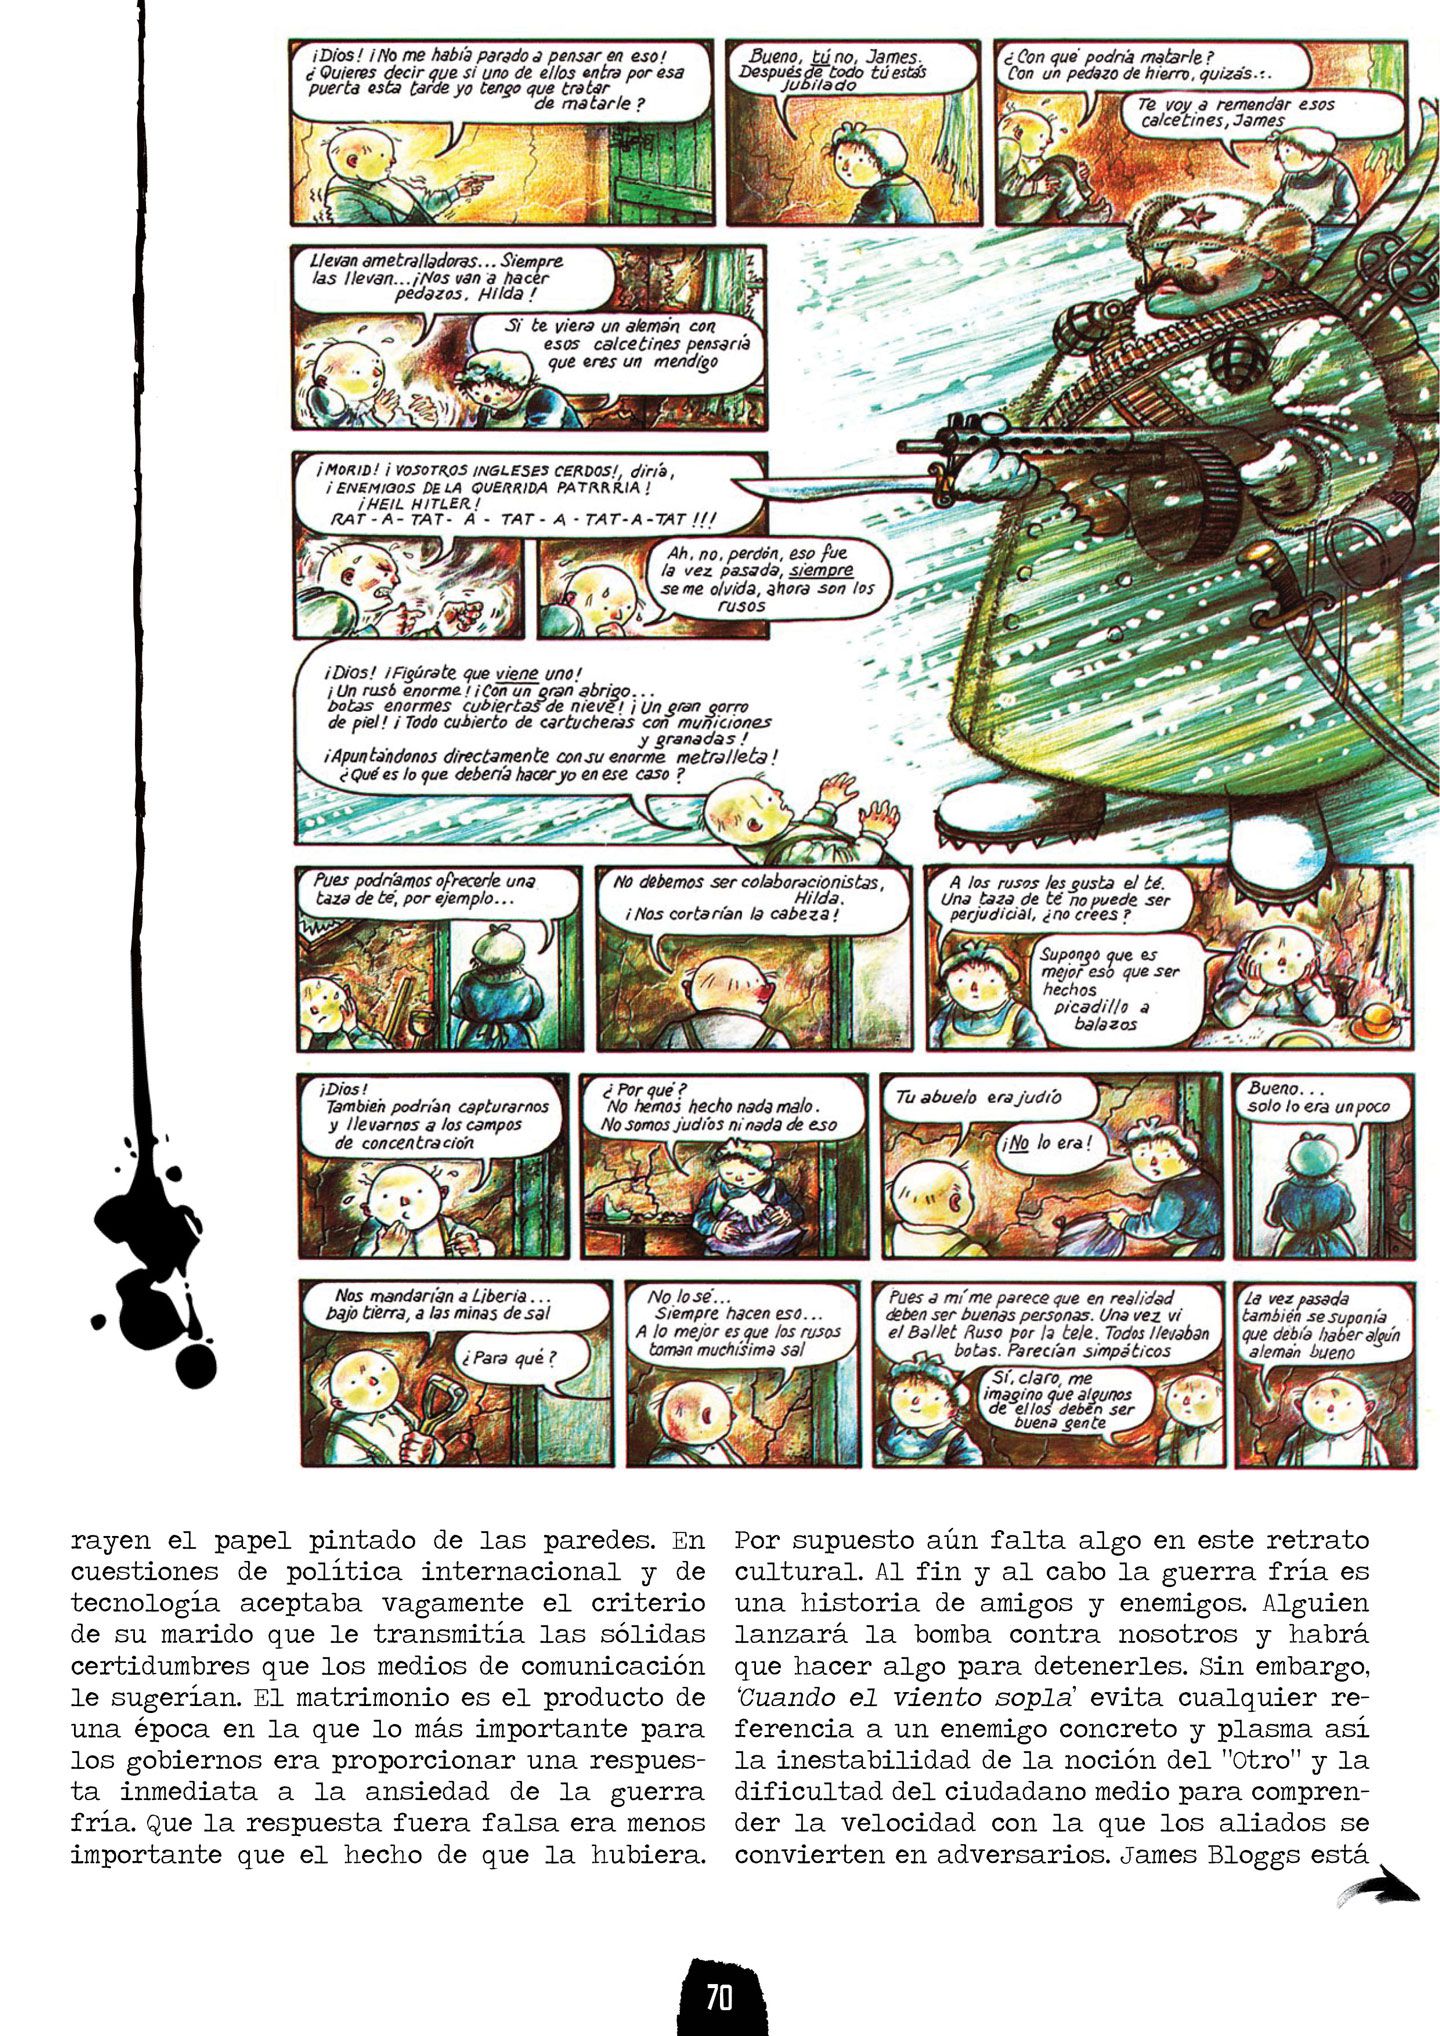 ¡Dios! ¡No me había parado a pensar en eso!
¿Quieres decir que si uno de ellos entra por esa
puerta esta tarde yo tengo que tratar
de matarle?
Bueno, tú no, James.
Después de todo tú estás
jubilado
¿Con qué podría matarle?
Con un pedazo de hierro, quizás...
Te voy a remendar esos
calcetines, James
Llevan ametralladoras... Siempre
las llevan...¡Nos van a hacer
pedazos, Hilda!
Si te viera un alemán con
esos calcetines pensaría
que eres un mendigo
¡MORID! ¡VOSOTROS INGLESES CERDOS!, diría,
¡ENEMIGOS DE LA QUERRIDA PATRRRIA!
¡HEIL HITLER!
RAT-A-TAT-A-TAT-A-TAT-A-TAT!!!
Ah, no, perdón, eso fue
la vez pasada, siempre
se me olvida, ahora son los
rusos
¡Dios! ¡Figúrate que viene uno!
¡Un ruso enorme! ¡Con un gran abrigo...
botas enormes cubiertas de nieve! ¡Un gran gorro
de piel! ¡Todo cubierto de cartucheras con municiones
y granadas!
¡Apuntándonos directamente con su enorme metralleta!
¿Qué es lo que debería hacer yo en ese caso?
Pues podríamos ofrecerle una
taza de té, por ejemplo...
No debemos ser colaboracionistas,
Hilda.
¡Nos cortarían la cabeza!
A los rusos les gusta el té.
Una taza de té no puede ser
perjudicial, ¿no crees?
Supongo que es
mejor eso que ser
hechos
picadillo a
balazos
¡Dios!
También podrían capturarnos
y llevarnos a los campos
de concentración
¿Por qué?
No hemos hecho nada malo.
No somos judíos ni nada de eso
Tu abuelo era judío
¡No lo era!
Bueno...
solo lo era un poco
Nos mandarían a Liberia...
bajo tierra, a las minas de sal
¿Para qué?
No lo sé...
Siempre hacen eso...
A lo mejor es que los rusos
toman muchísima sal
Pues a mí me parece que en realidad
deben ser buenas personas. Una vez vi
el Ballet Ruso por la tele. Todos llevaban
botas. Parecían simpáticos
Sí, claro, me
imagino que algunos
de ellos deben ser
buena gente
La vez pasada
también se suponía
que debía haber algún
alemán bueno
rayen el papel pintado de las paredes. En
cuestiones de política internacional y de
tecnología aceptaba vagamente el criterio
de su marido que le transmitía las sólidas
certidumbres que los medios de comunicación
le sugerían. El matrimonio es el producto de
una época en la que lo más importante para
los gobiernos era proporcionar una respues-
ta inmediata a la ansiedad de la guerra
fría. Que la respuesta fuera falsa era menos
importante que el hecho de que la hubiera.
Por supuesto aún falta algo en este retrato
cultural. Al fin y al cabo la guerra fría es
una historia de amigos y enemigos. Alguien
lanzará la bomba contra nosotros y habrá
que hacer algo para detenerles. Sin embargo,
'Cuando el viento sopla' evita cualquier re-
ferencia a un enemigo concreto y plasma así
la inestabilidad de la noción del "Otro" y la
dificultad del ciudadano medio para compren-
der la velocidad con la que los aliados se
convierten en adversarios. James Bloggs está
70